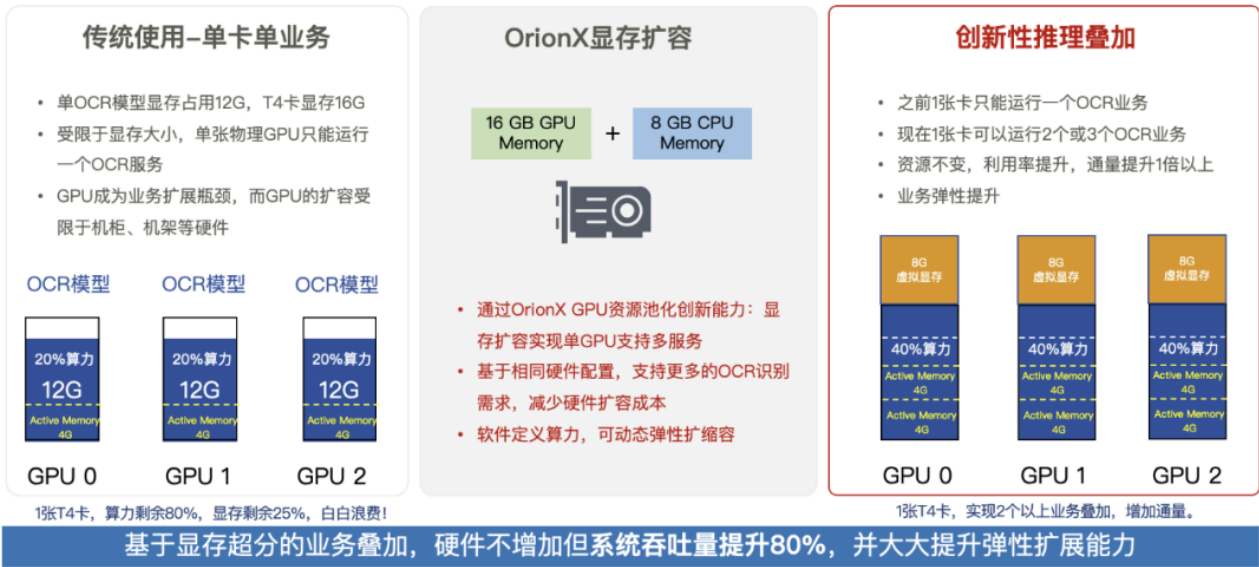 传统使用-单卡单业务
• 单OCR模型显存占用12G，T4卡显存16G
• 受限于显存大小，单张物理GPU只能运行
一个OCR服务
• GPU成为业务扩展瓶颈，而GPU的扩容受
限于机柜、机架等硬件
OCR模型
OCR模型
OCR模型
20%算力
12G
Active Memory
4G
20%算力
12G
Active Memory
4G
20%算力
12G
Active Memory
4G
GPU 0
GPU 1
GPU 2
1张T4卡，算力剩余80%，显存剩余25%，白白浪费！
OrionX显存扩容
16 GB GPU
Memory
+
8 GB CPU
Memory
• 通过OrionX GPU资源池化创新能力：显
存扩容实现单GPU支持多服务
• 基于相同硬件配置，支持更多的OCR识别
需求，减少硬件扩容成本
• 软件定义算力，可动态弹性扩缩容
创新性推理叠加
• 之前1张卡只能运行一个OCR业务
• 现在1张卡可以运行2个或3个OCR业务
• 资源不变，利用率提升，通量提升1倍以上
• 业务弹性提升
8G
虚拟显存
40%算力
Active Memory
4G
Active Memory
4G
8G
虚拟显存
40%算力
Active Memory
4G
Active Memory
4G
8G
虚拟显存
40%算力
Active Memory
4G
Active Memory
4G
GPU 0
GPU 1
GPU 2
1张T4卡，实现2个以上业务叠加，增加通量。
基于显存超分的业务叠加，硬件不增加但系统吞吐量提升80%，并大大提升弹性扩展能力